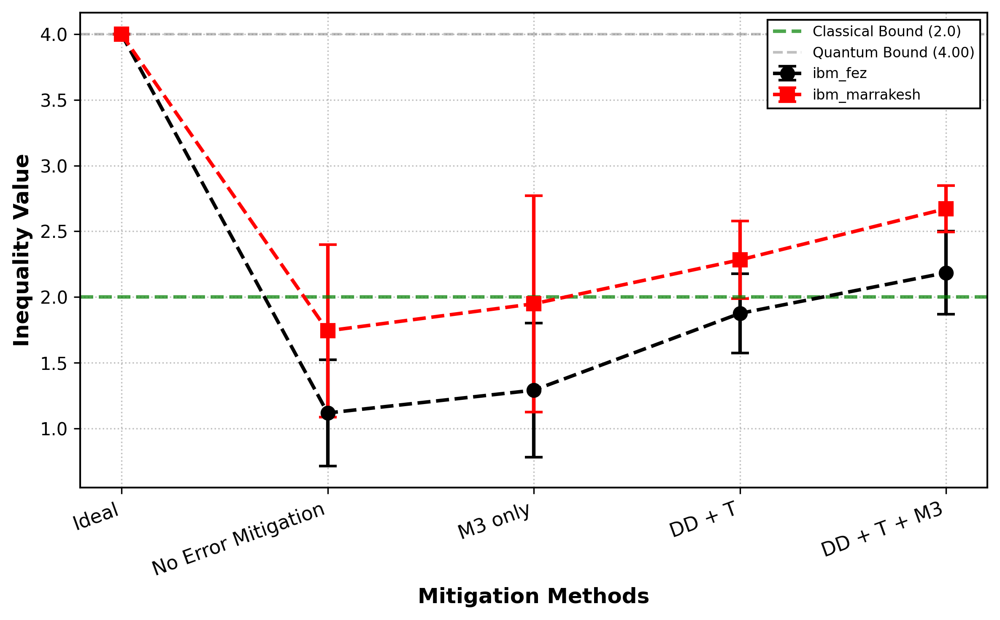 Classical Bound (2.0)
Quantum Bound (4.00)
ibm_fez
ibm_marrakesh
Inequality Value
4.0
3.5
3.0
2.5
2.0
1.5
1.0
Ideal
No Error Mitigation
M3 only
DD + T
DD + T + M3
Mitigation Methods